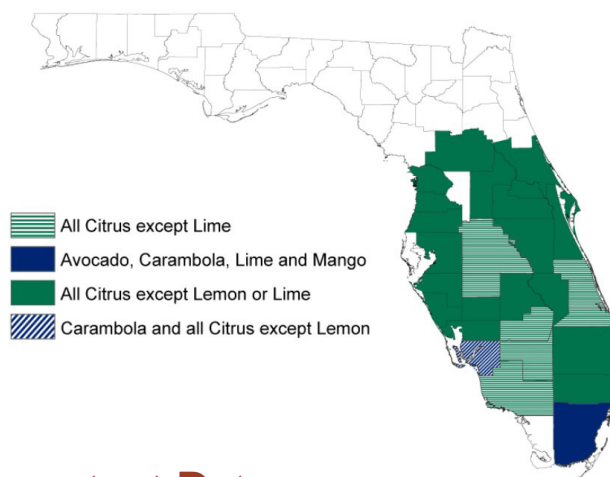 All Citrus except Lime
Avocado, Carambola, Lime and Mango
All Citrus except Lemon or Lime
Carambola and all Citrus except Lemon